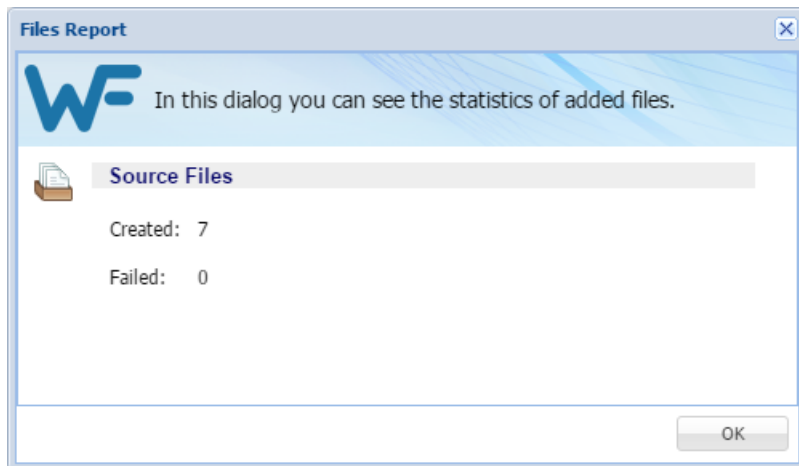 Files Report
WF In this dialog you can see the statistics of added files.
Source Files
Created: 7
Failed: 0
OK